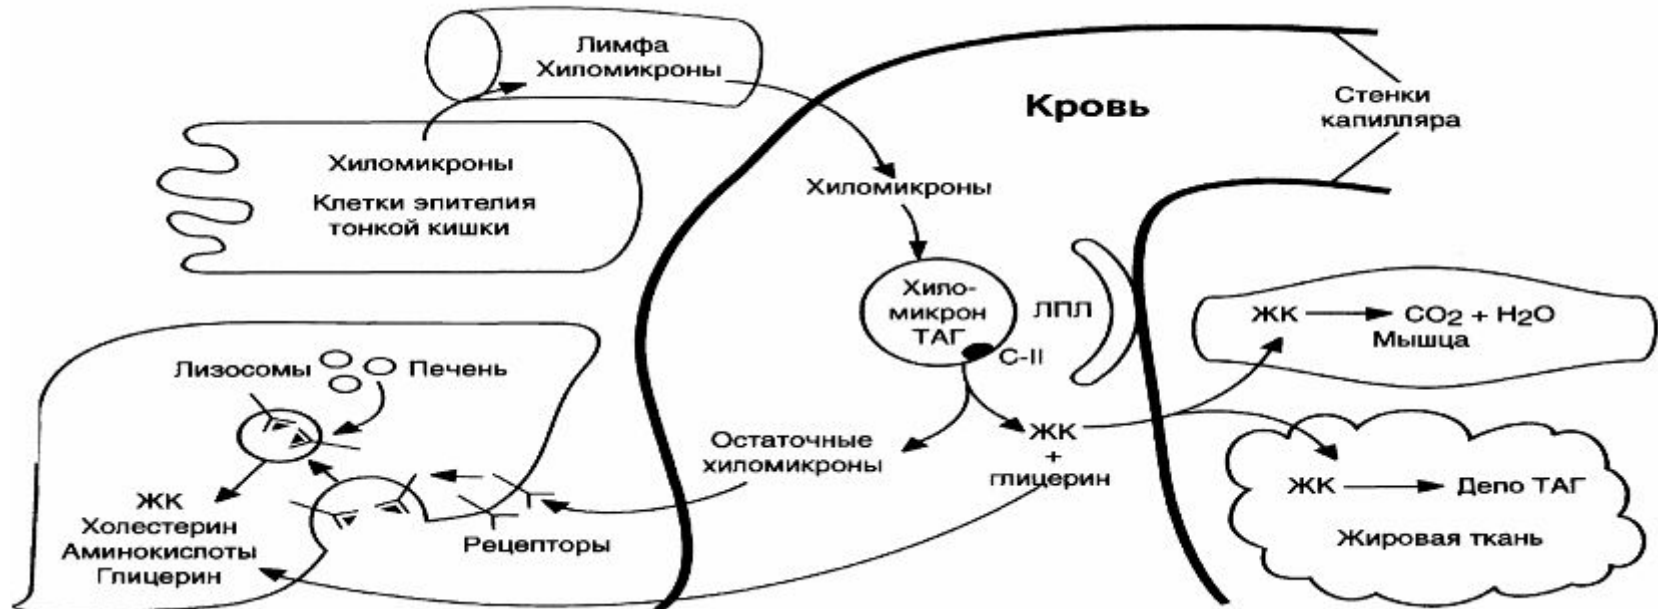 Лимфа
Хиломикроны
Кровь
Стенки
капилляра
Хиломикроны
Клетки эпителия
тонкой кишки
Хиломикроны
Хило-
микрон
ТАГ
С-II
ЛПЛ
ЖК → CO2 + H2O
Мышца
Лизосомы
Печень
Остаточные
хиломикроны
ЖК
+
глицерин
ЖК → Депо ТАГ
Жировая ткань
ЖК
Холестерин
Аминокислоты
Глицерин
Рецепторы